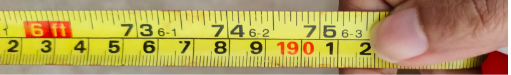 6 ft 73 6-1 74 6-2 75 6-3
2 3 4 5 6 7 8 9 190 1 2